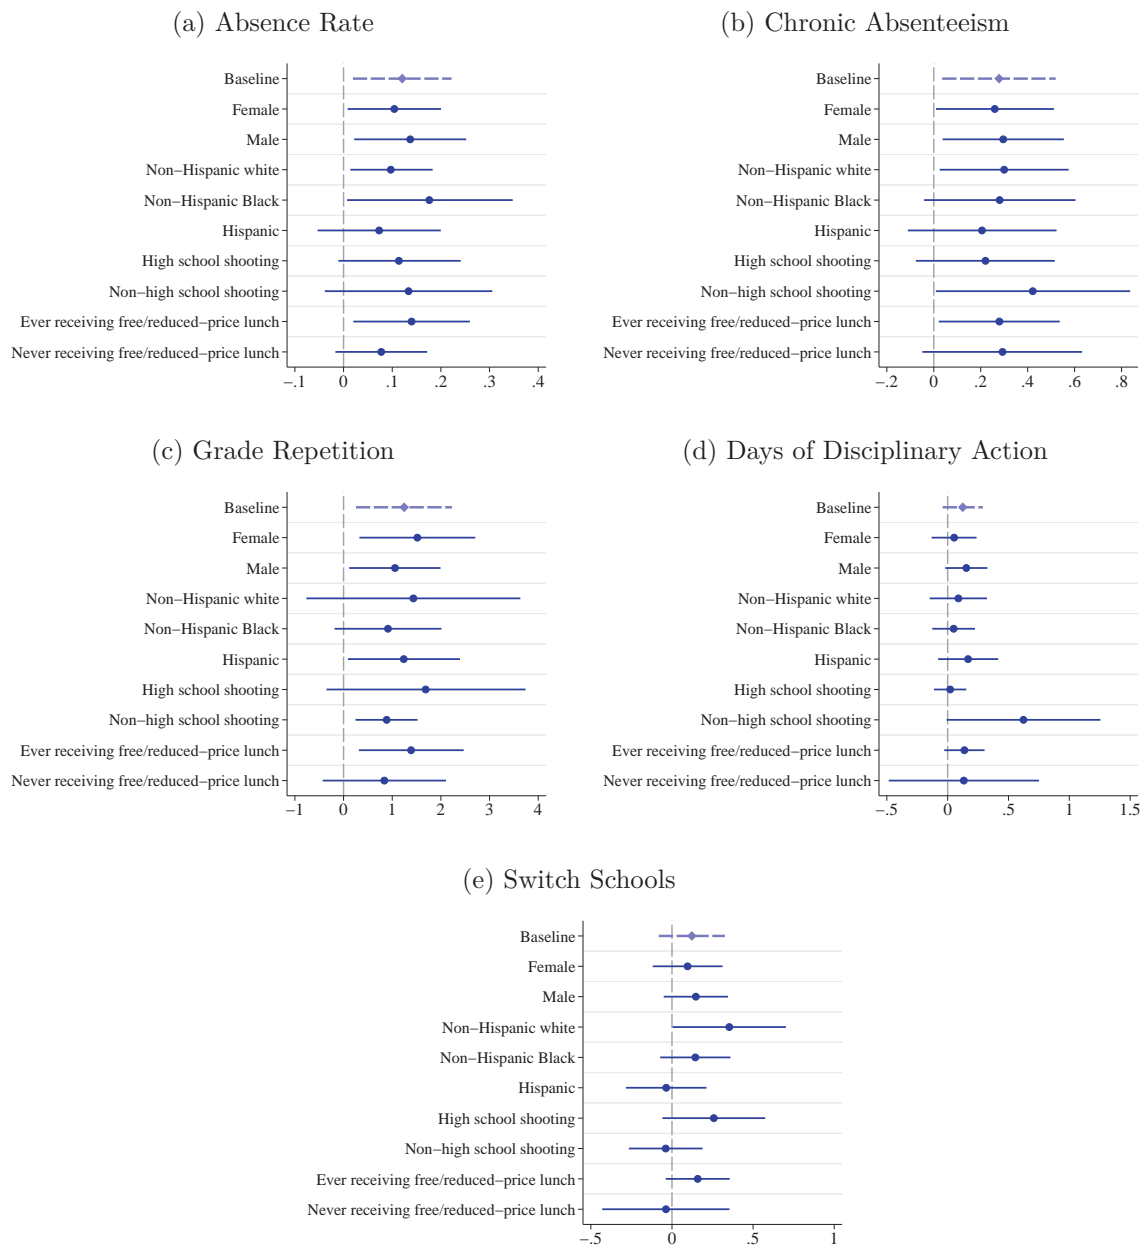 (a) Absence Rate
Baseline
Female
Male
Non−Hispanic white
Non−Hispanic Black
Hispanic
High school shooting
Non−high school shooting
Ever receiving free/reduced−price lunch
Never receiving free/reduced−price lunch
−.1 0 .1 .2 .3 .4
(b) Chronic Absenteeism
Baseline
Female
Male
Non−Hispanic white
Non−Hispanic Black
Hispanic
High school shooting
Non−high school shooting
Ever receiving free/reduced−price lunch
Never receiving free/reduced−price lunch
−.2 0 .2 .4 .6 .8
(c) Grade Repetition
Baseline
Female
Male
Non−Hispanic white
Non−Hispanic Black
Hispanic
High school shooting
Non−high school shooting
Ever receiving free/reduced−price lunch
Never receiving free/reduced−price lunch
−1 0 1 2 3 4
(d) Days of Disciplinary Action
Baseline
Female
Male
Non−Hispanic white
Non−Hispanic Black
Hispanic
High school shooting
Non−high school shooting
Ever receiving free/reduced−price lunch
Never receiving free/reduced−price lunch
−.5 0 .5 1 1.5
(e) Switch Schools
Baseline
Female
Male
Non−Hispanic white
Non−Hispanic Black
Hispanic
High school shooting
Non−high school shooting
Ever receiving free/reduced−price lunch
Never receiving free/reduced−price lunch
−.5 0 .5 1